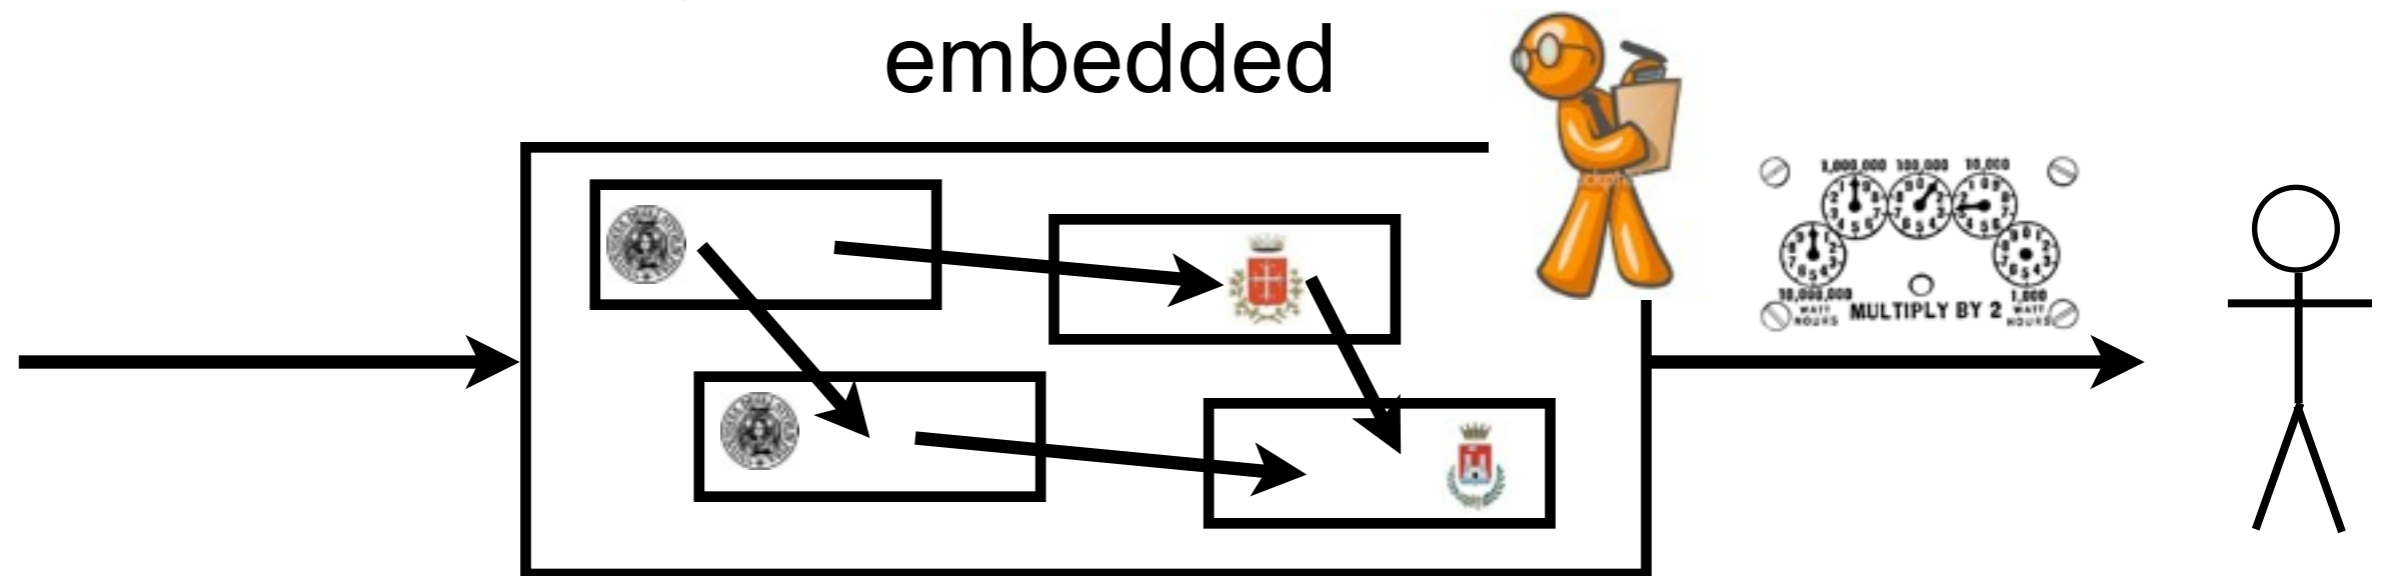 embedded
1,000,000 100,000 10,000
10,000,000 1,000
WATT HOURS MULTIPLY BY 2 WATT HOURS